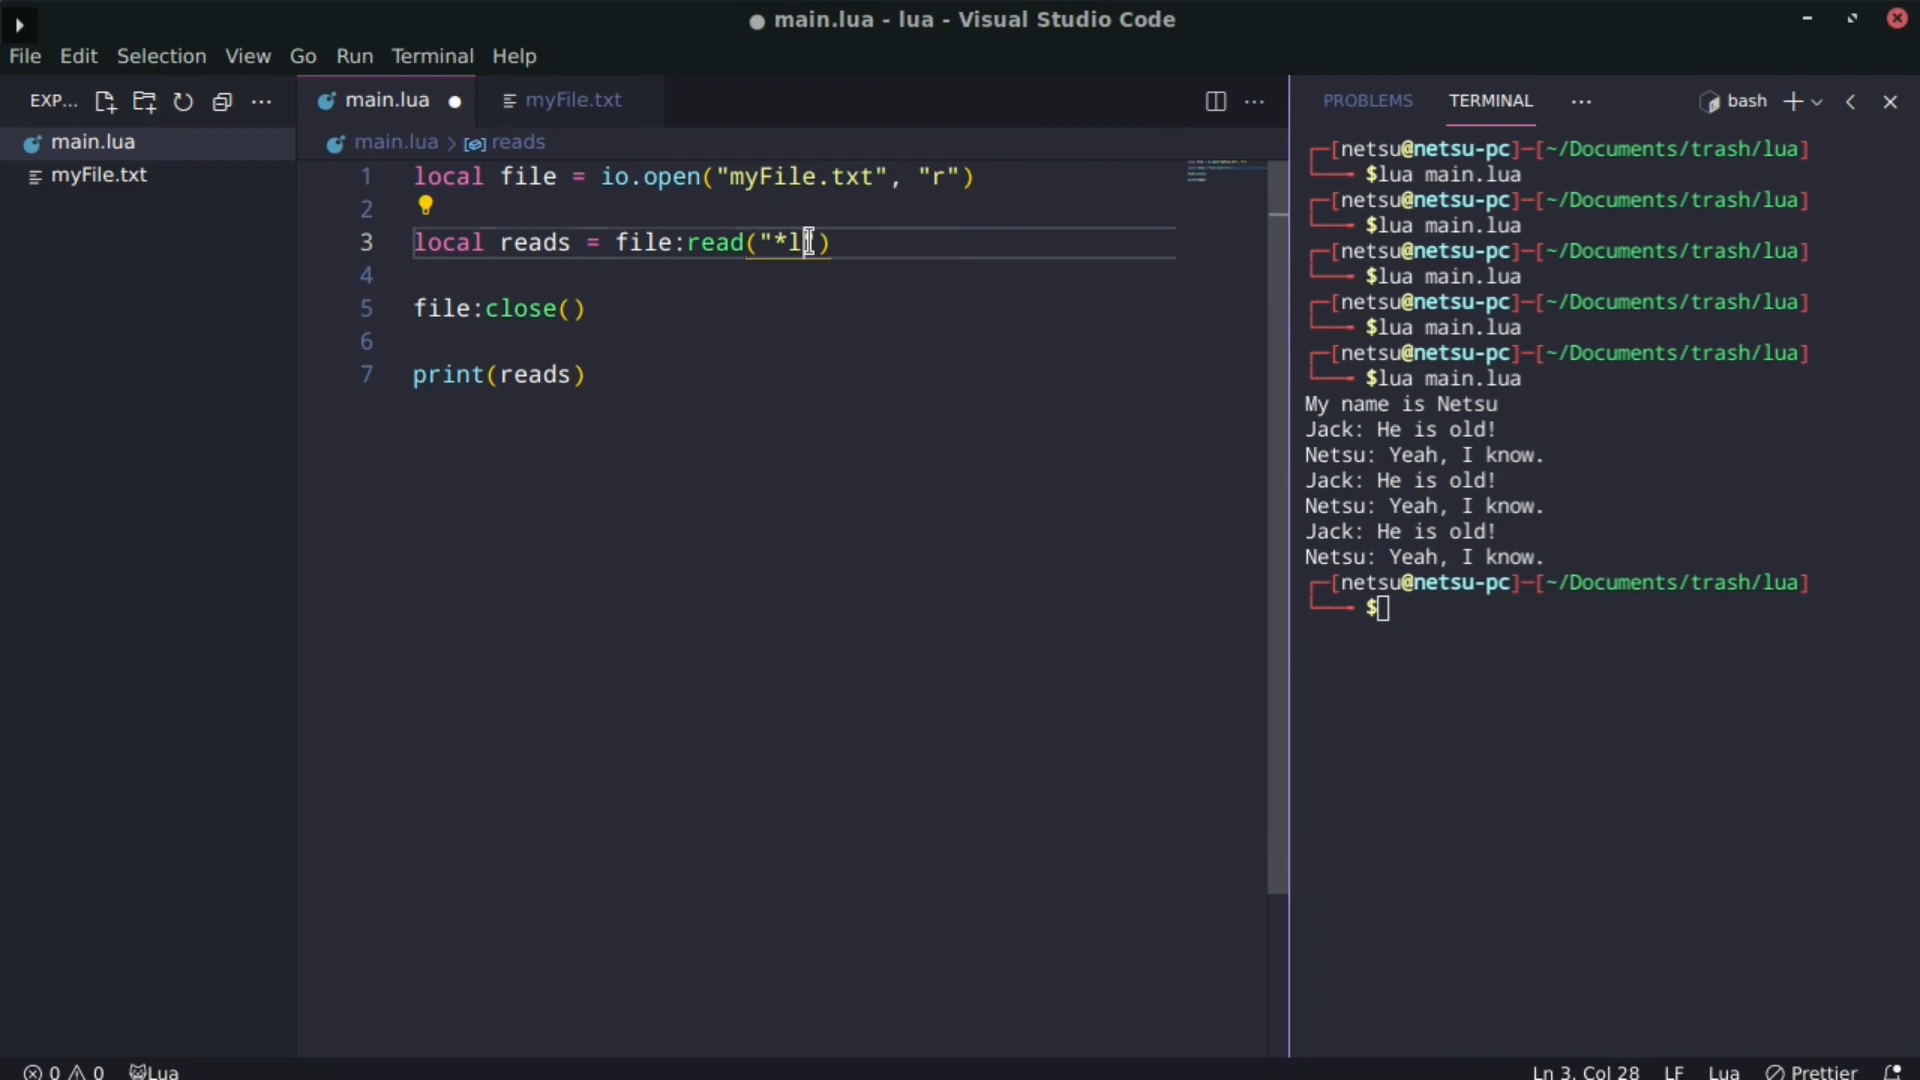 ● main.lua - lua - Visual Studio Code
File Edit Selection View Go Run Terminal Help
EXP...
main.lua
myFile.txt
main.lua ● myFile.txt
main.lua > reads
1 local file = io.open("myFile.txt", "r")
2
3 local reads = file:read("*l")
4
5 file:close()
6
7 print(reads)
PROBLEMS TERMINAL ... bash
┌─[netsu@netsu-pc]─[~/Documents/trash/lua]
└──╼ $lua main.lua
┌─[netsu@netsu-pc]─[~/Documents/trash/lua]
└──╼ $lua main.lua
┌─[netsu@netsu-pc]─[~/Documents/trash/lua]
└──╼ $lua main.lua
┌─[netsu@netsu-pc]─[~/Documents/trash/lua]
└──╼ $lua main.lua
┌─[netsu@netsu-pc]─[~/Documents/trash/lua]
└──╼ $lua main.lua
My name is Netsu
Jack: He is old!
Netsu: Yeah, I know.
Jack: He is old!
Netsu: Yeah, I know.
Jack: He is old!
Netsu: Yeah, I know.
┌─[netsu@netsu-pc]─[~/Documents/trash/lua]
└──╼ $
0 0 Lua
Ln 3, Col 28 LF Lua Prettier